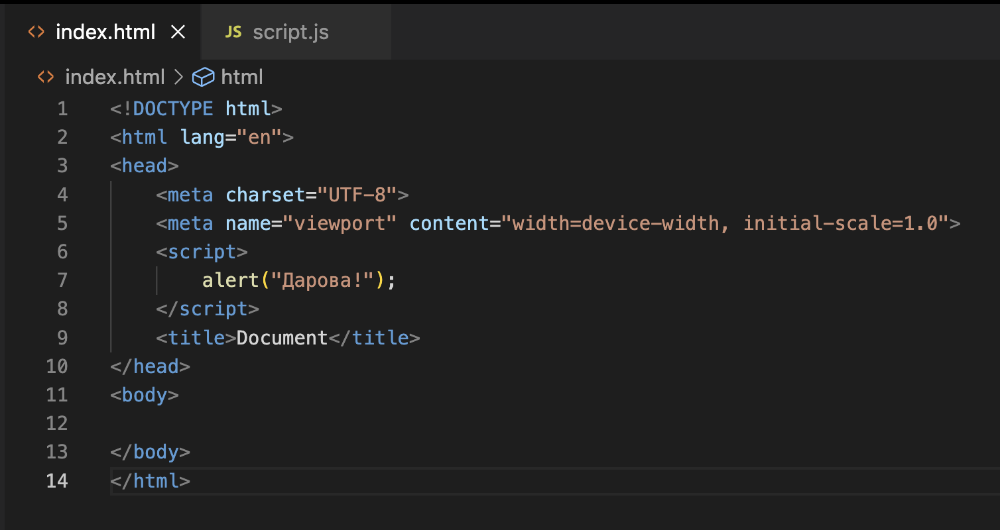 index.html
JS script.js
index.html > html
1 <!DOCTYPE html>
2 <html lang="en">
3 <head>
4     <meta charset="UTF-8">
5     <meta name="viewport" content="width=device-width, initial-scale=1.0">
6     <script>
7         alert("Дарова!");
8     </script>
9     <title>Document</title>
10 </head>
11 <body>
12
13 </body>
14 </html>